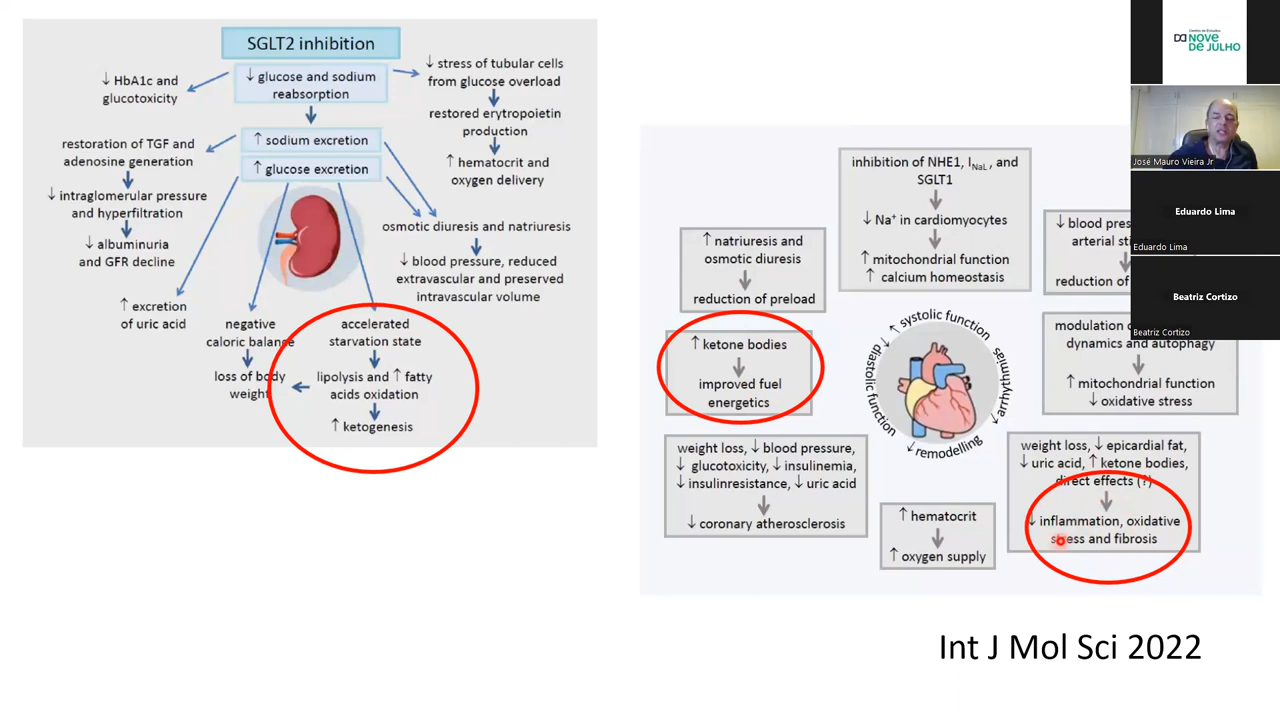 SGLT2 inhibition
↓ glucose and sodium
reabsorption
↓ HbA1c and
glucotoxicity
↓ stress of tubular cells
from glucose overload
restored erytropoietin
production
↑ hematocrit and
oxygen delivery
↑ sodium excretion
↑ glucose excretion
restoration of TGF and
adenosine generation
↓ intraglomerular pressure
and hyperfiltration
↓ albuminuria
and GFR decline
↑ excretion
of uric acid
osmotic diuresis and natriuresis
↓ blood pressure, reduced
extravascular and preserved
intravascular volume
negative
caloric balance
loss of body
weight
accelerated
starvation state
lipolysis and ↑ fatty
acids oxidation
↑ ketogenesis
inhibition of NHE1, INaL, and
SGLT1
↓ Na+ in cardiomyocytes
↑ mitochondrial function
↑ calcium homeostasis
↑ natriuresis and
osmotic diuresis
reduction of preload
↓ blood
arterial
reduction of
↑ ketone bodies
improved fuel
energetics
modulation
dynamics and autophagy
↑ mitochondrial function
↓ oxidative stress
↑ systolic function
↓ diastolic function
↓ arrhythmias
↓ remodelling
weight loss, ↓ blood pressure,
↓ glucotoxicity, ↓ insulinemia,
↓ insulinresistance, ↓ uric acid
↓ coronary atherosclerosis
↑ hematocrit
↑ oxygen supply
weight loss, ↓ epicardial fat,
↓ uric acid, ↑ ketone bodies,
direct effects (?)
↓ inflammation, oxidative
stress and fibrosis
Int J Mol Sci 2022
Centro de Estudos
NOVE
DE JULHO
José Mauro Vieira Jr
Eduardo Lima
Eduardo Lima
Beatriz Cortizo
Beatriz Cortizo